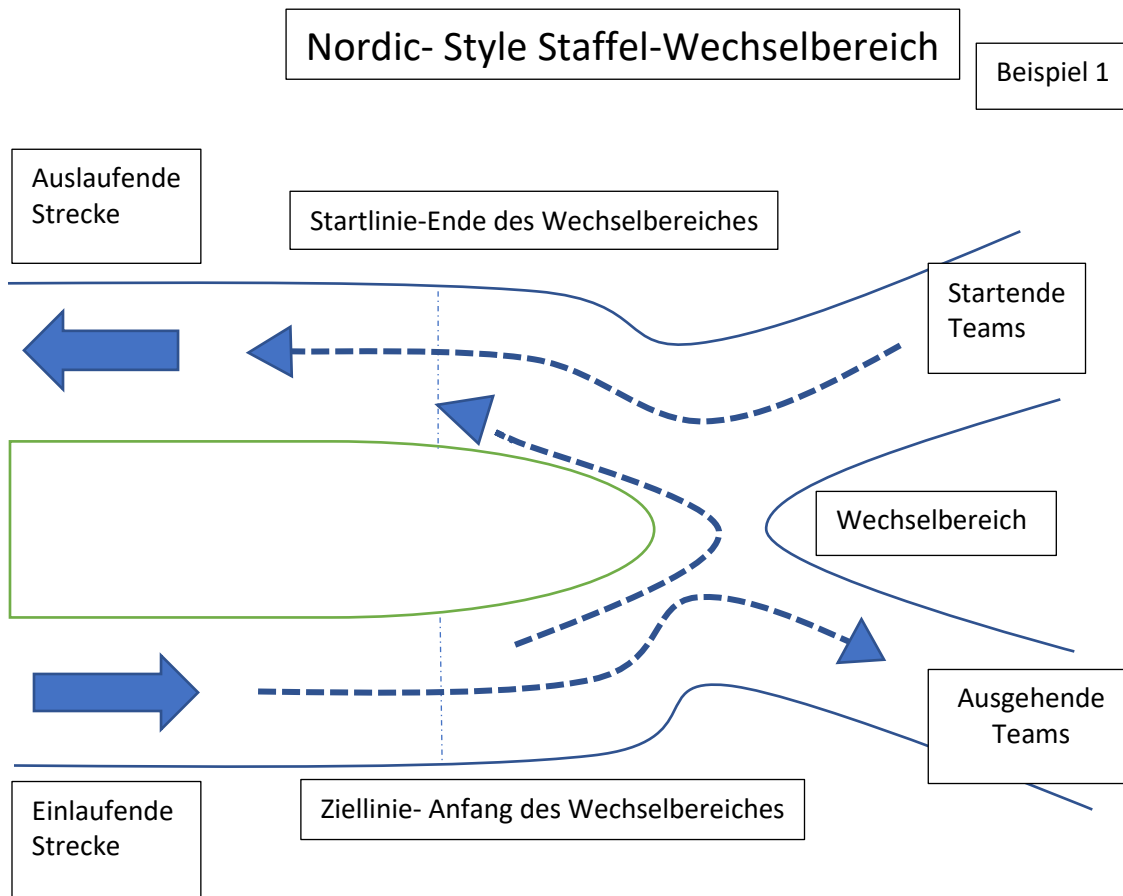 Nordic- Style Staffel-Wechselbereich
Beispiel 1
Auslaufende
Strecke
Startlinie-Ende des Wechselbereiches
Startende
Teams
Wechselbereich
Ausgehende
Teams
Einlaufende
Strecke
Ziellinie- Anfang des Wechselbereiches